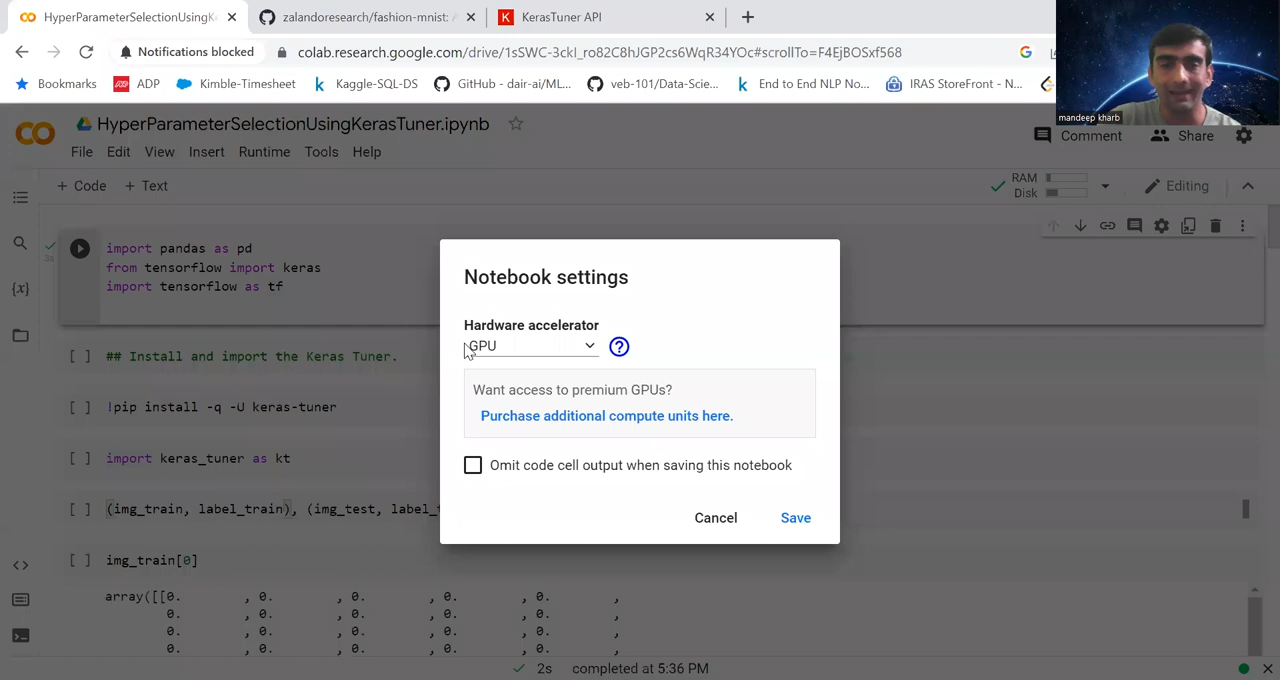 HyperParameterSelectionUsingK
zalandoresearch/fashion-mnist: A
KerasTuner API
Notifications blocked
colab.research.google.com/drive/1sSWC-3ckI_ro82C8hJGP2cs6WqR34YOc#scrollTo=F4EjBOSxf568
Bookmarks ADP Kimble-Timesheet Kaggle-SQL-DS GitHub - dair-ai/ML... veb-101/Data-Scie... End to End NLP No... IRAS StoreFront - N...
mandeep kharb
HyperParameterSelectionUsingKerasTuner.ipynb
Comment Share
File Edit View Insert Runtime Tools Help
+ Code + Text
RAM
Disk
Editing
3s
import pandas as pd
from tensorflow import keras
import tensorflow as tf
Notebook settings
Hardware accelerator
GPU
Want access to premium GPUs?
Purchase additional compute units here.
Omit code cell output when saving this notebook
Cancel Save
[ ] ## Install and import the Keras Tuner.
[ ] !pip install -q -U keras-tuner
[ ] import keras_tuner as kt
[ ] (img_train, label_train), (img_test, label_t
[ ] img_train[0]
array([[0. , 0. , 0. , 0. , 0. ,
0. , 0. , 0. , 0. , 0. ,
0. , 0. , 0. , 0. , 0. ,
0. , 0. , 0. , 0. , 0. ,
2s completed at 5:36 PM